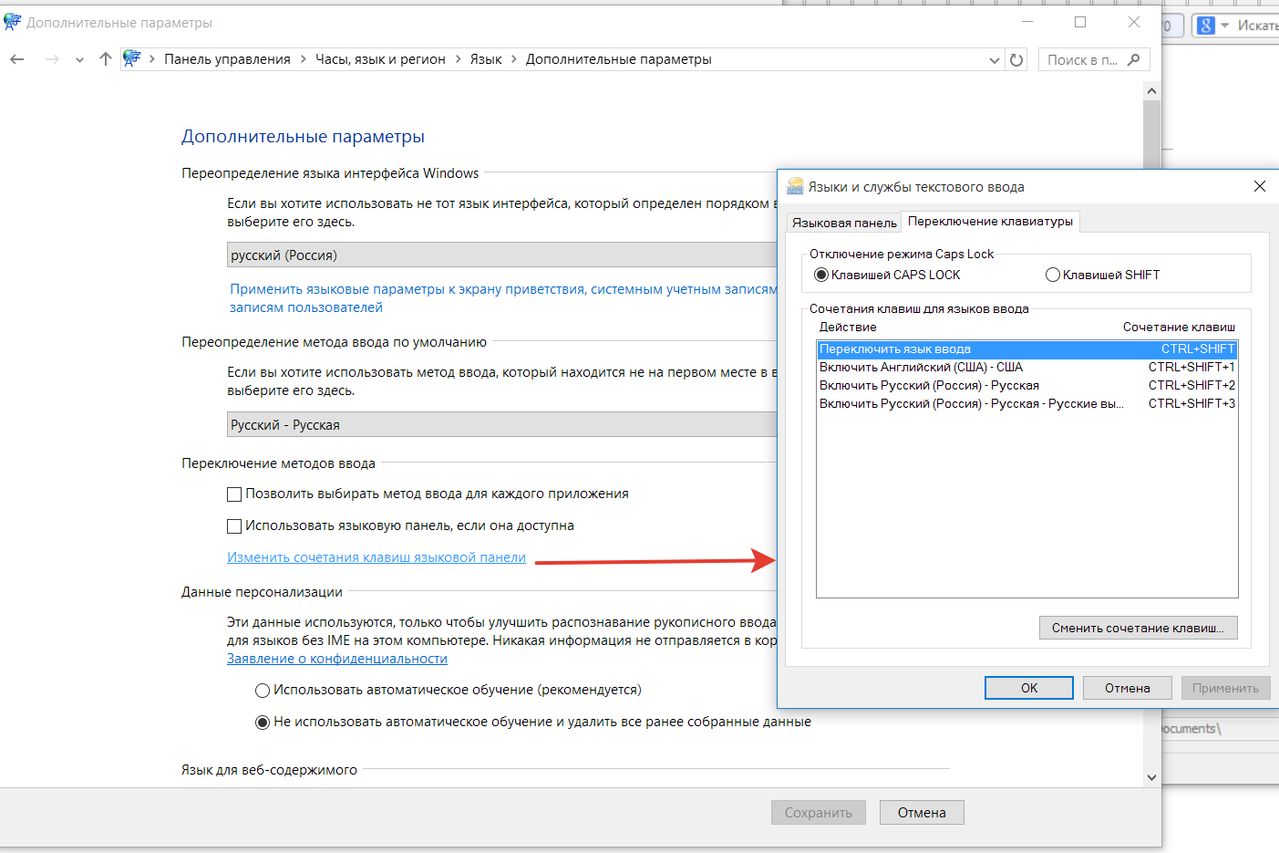 Дополнительные параметры
Искать
Панель управления > Часы, язык и регион > Язык > Дополнительные параметры
Поиск в п...
Дополнительные параметры
Переопределение языка интерфейса Windows
Если вы хотите использовать не тот язык интерфейса, который определен порядком
выберите его здесь.
русский (Россия)
Применить языковые параметры к экрану приветствия, системным учетным записям
записям пользователей
Переопределение метода ввода по умолчанию
Если вы хотите использовать метод ввода, который находится не на первом месте в
выберите его здесь.
Русский - Русская
Переключение методов ввода
Позволить выбирать метод ввода для каждого приложения
Использовать языковую панель, если она доступна
Изменить сочетания клавиш языковой панели
Данные персонализации
Эти данные используются, только чтобы улучшить распознавание рукописного ввода
для языков без IME на этом компьютере. Никакая информация не отправляется в кор
Заявление о конфиденциальности
Использовать автоматическое обучение (рекомендуется)
Не использовать автоматическое обучение и удалить все ранее собранные данные
Язык для веб-содержимого
Сохранить
Отмена
Языки и службы текстового ввода
Языковая панель
Переключение клавиатуры
Отключение режима Caps Lock
Клавишей CAPS LOCK
Клавишей SHIFT
Сочетания клавиш для языков ввода
Действие Сочетание клавиш
Переключить язык ввода CTRL+SHIFT
Включить Английский (США) - США CTRL+SHIFT+1
Включить Русский (Россия) - Русская CTRL+SHIFT+2
Включить Русский (Россия) - Русская - Русские вы... CTRL+SHIFT+3
Сменить сочетание клавиш...
ОК
Отмена
Применить
ocuments\